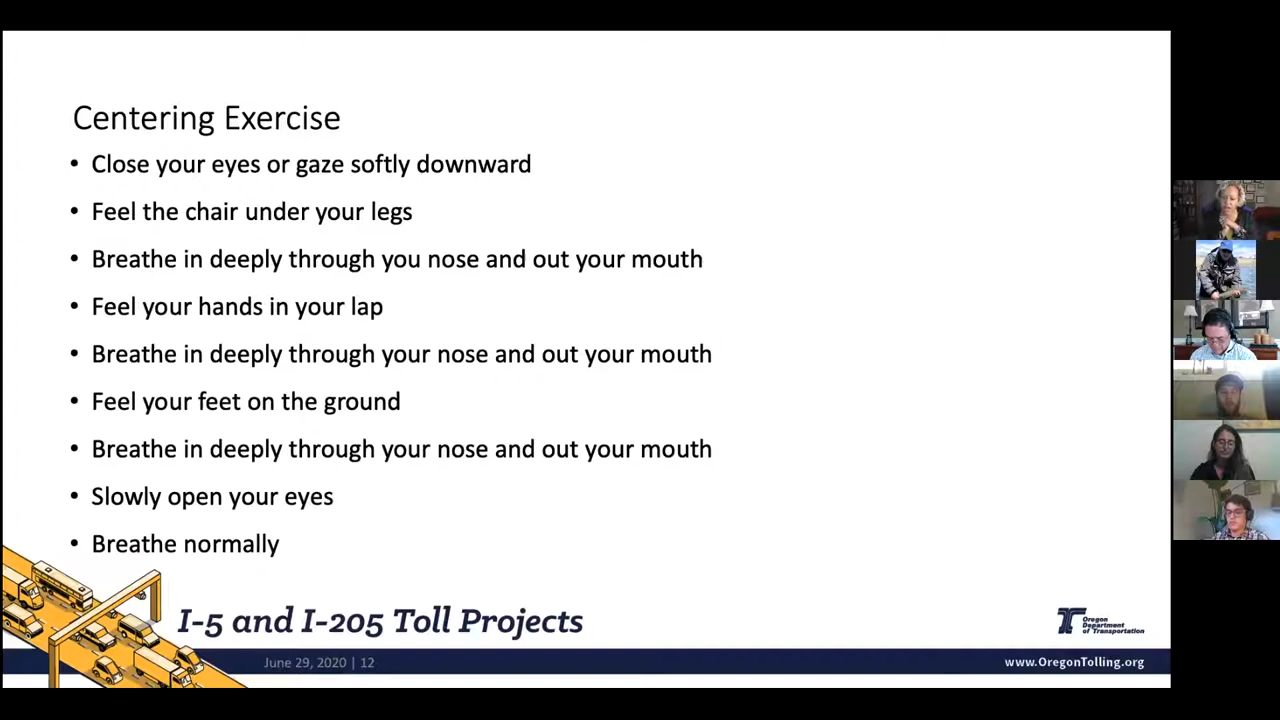 Centering Exercise
• Close your eyes or gaze softly downward
• Feel the chair under your legs
• Breathe in deeply through you nose and out your mouth
• Feel your hands in your lap
• Breathe in deeply through your nose and out your mouth
• Feel your feet on the ground
• Breathe in deeply through your nose and out your mouth
• Slowly open your eyes
• Breathe normally
I-5 and I-205 Toll Projects
Oregon
Department
of Transportation
June 29, 2020 | 12
www.OregonTolling.org